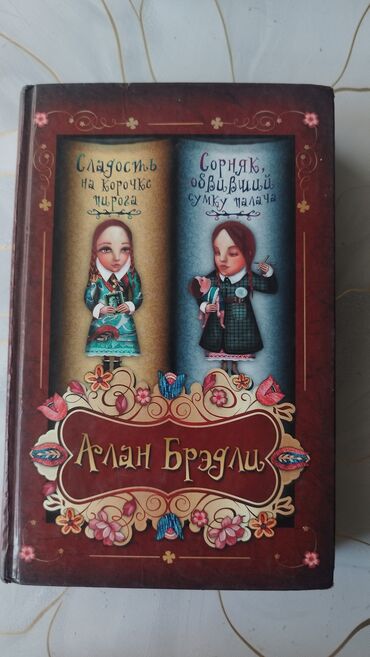 Сладость
на корочке
пирога
Сорняк,
обвивший
сумку палача
Алан Брэдли